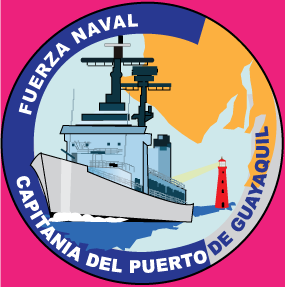 FUERZA NAVAL
CAPITANIA DEL PUERTO DE GUAYAQUIL